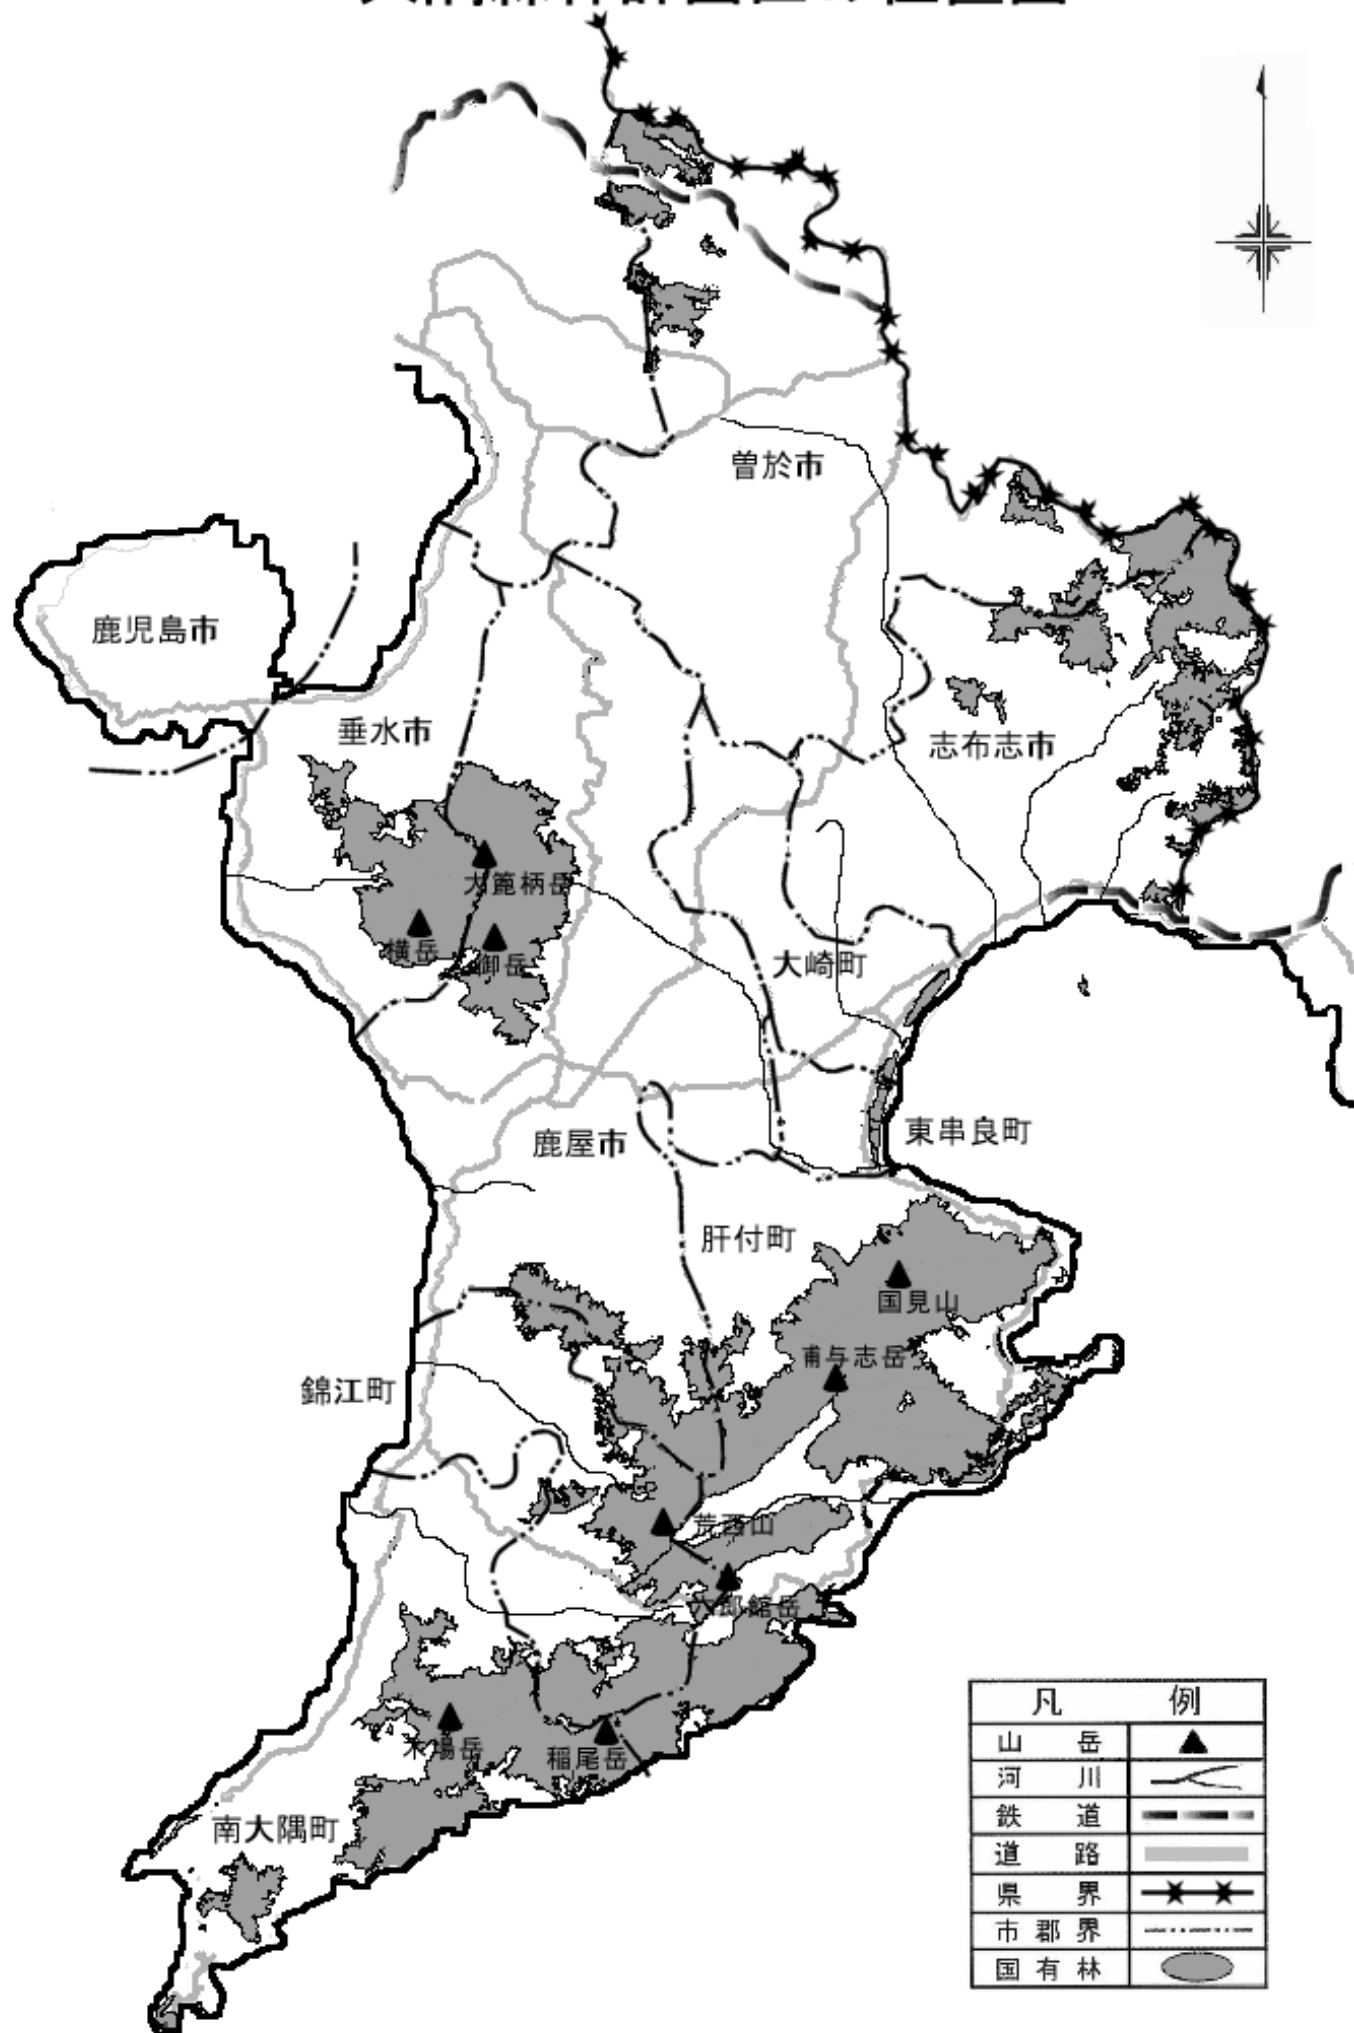 曽於市
鹿児島市
垂水市
志布志市
大箆柄岳
横岳
御岳
大崎町
東串良町
鹿屋市
肝付町
国見山
甫与志岳
錦江町
荒西山
六郎館岳
木場岳
稲尾岳
南大隅町
凡 例
山 岳
河 川
鉄 道
道 路
県 界
市 郡 界
国 有 林